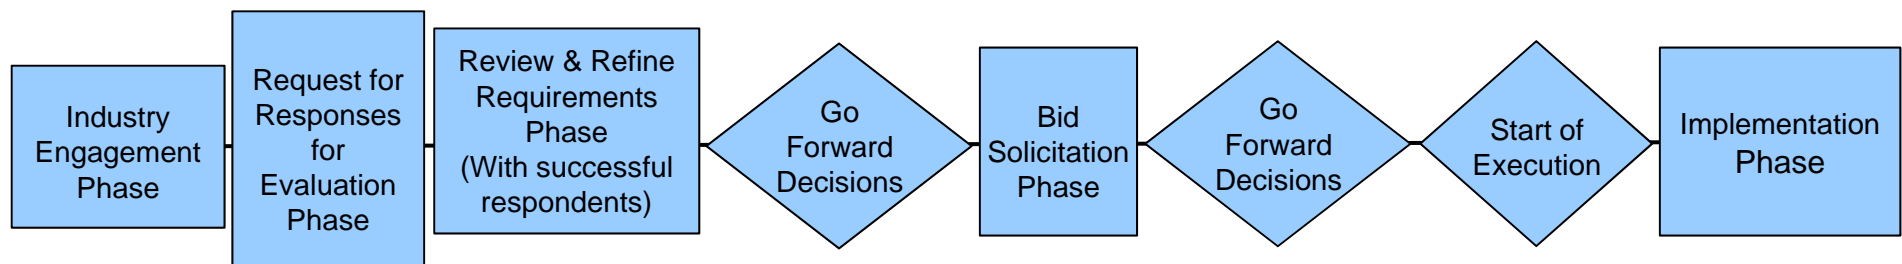 Industry
Engagement
Phase
Request for
Responses
for
Evaluation
Phase
Review & Refine
Requirements
Phase
(With successful
respondents)
Go
Forward
Decisions
Bid
Solicitation
Phase
Go
Forward
Decisions
Start of
Execution
Implementation
Phase